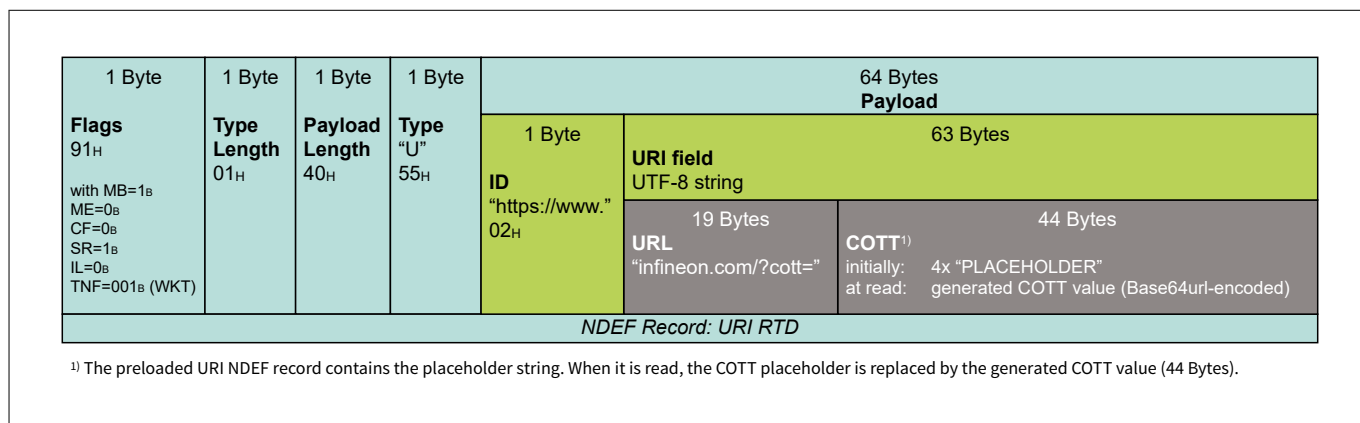 1 Byte
Flags
91H
with MB=1B
ME=0B
CF=0B
SR=1B
IL=0B
TNF=001B (WKT)
1 Byte
Type
Length
01H
1 Byte
Payload
Length
40H
1 Byte
Type
“U”
55H
64 Bytes
Payload
1 Byte
ID
“https://www.”
02H
63 Bytes
URI field
UTF-8 string
19 Bytes
URL
“infineon.com/?cott=”
44 Bytes
COTT1)
initially: 4x “PLACEHOLDER”
at read: generated COTT value (Base64url-encoded)
NDEF Record: URI RTD
1) The preloaded URI NDEF record contains the placeholder string. When it is read, the COTT placeholder is replaced by the generated COTT value (44 Bytes).